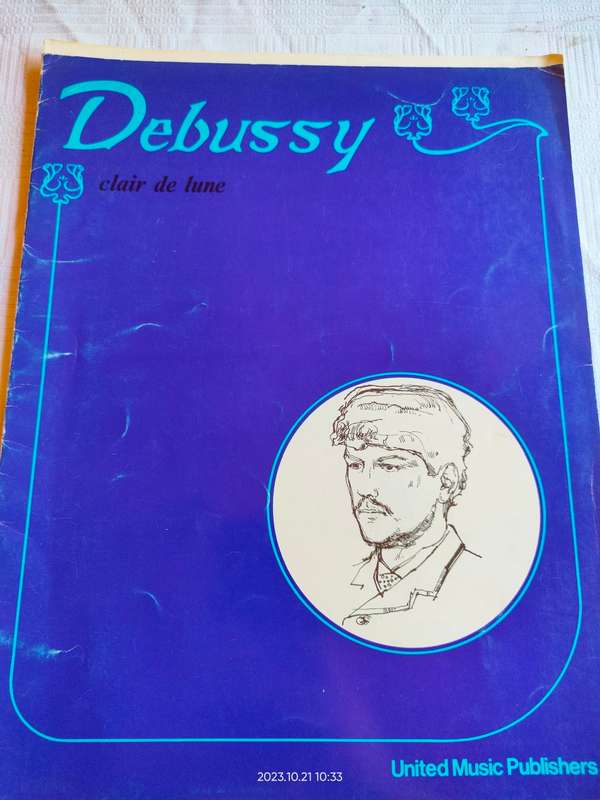 Debussy
clair de lune
United Music Publishers
2023.10.21 10:33